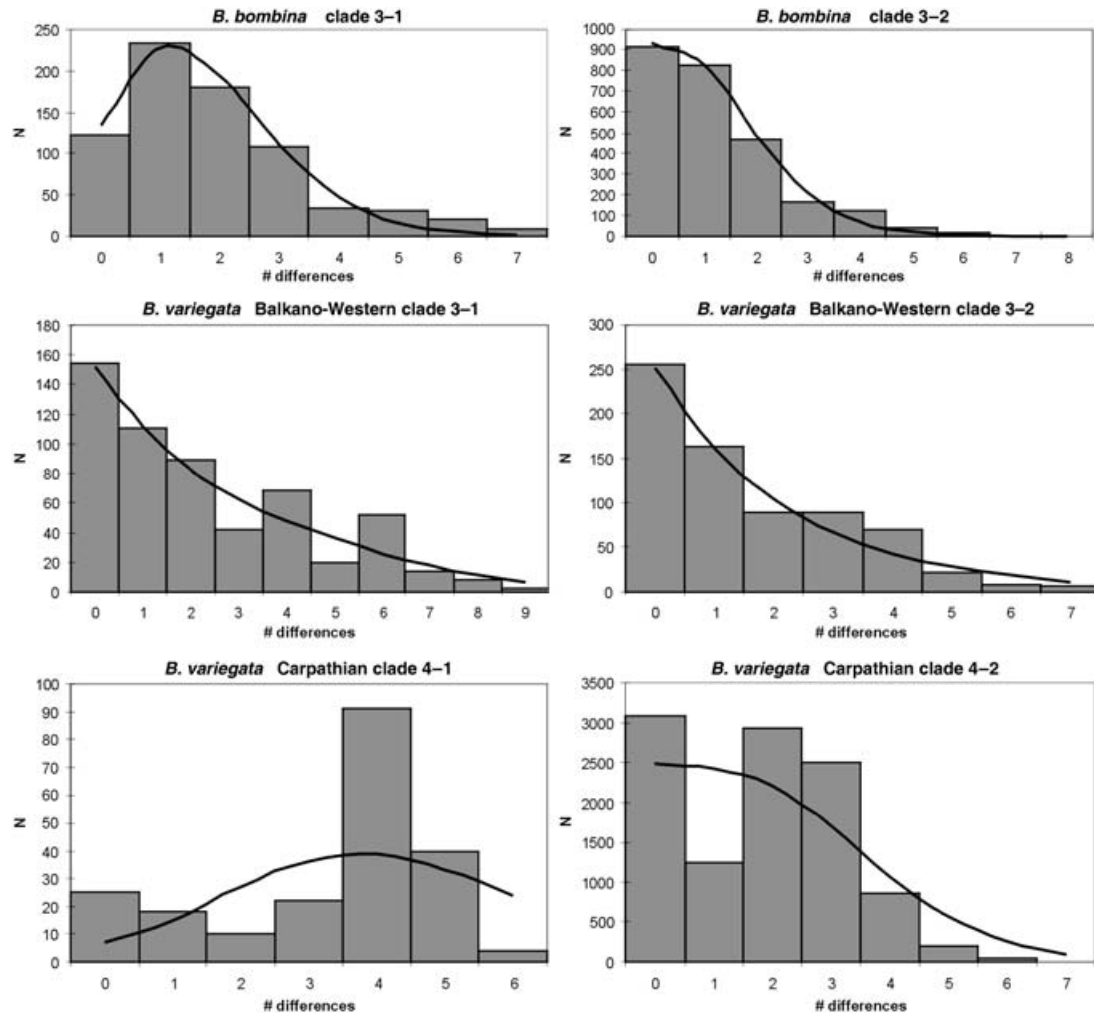 B. bombina clade 3–1
250
200
150
100
50
0
N
0 1 2 3 4 5 6 7
# differences
B. bombina clade 3–2
1000
900
800
700
600
500
400
300
200
100
0
N
0 1 2 3 4 5 6 7 8
# differences
B. variegata Balkano-Western clade 3–1
180
160
140
120
100
80
60
40
20
0
N
0 1 2 3 4 5 6 7 8 9
# differences
B. variegata Balkano-Western clade 3–2
300
250
200
150
100
50
0
N
0 1 2 3 4 5 6 7
# differences
B. variegata Carpathian clade 4–1
100
90
80
70
60
50
40
30
20
10
0
N
0 1 2 3 4 5 6
# differences
B. variegata Carpathian clade 4–2
3500
3000
2500
2000
1500
1000
500
0
N
0 1 2 3 4 5 6 7
# differences